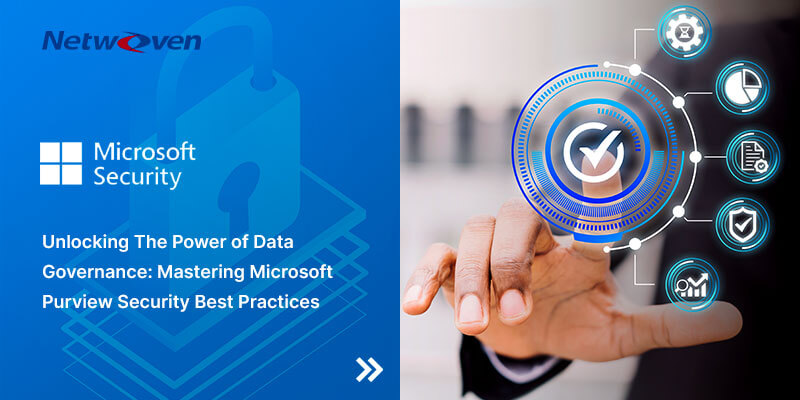 Netwoven
Microsoft
Security
Unlocking The Power of Data
Governance: Mastering Microsoft
Purview Security Best Practices